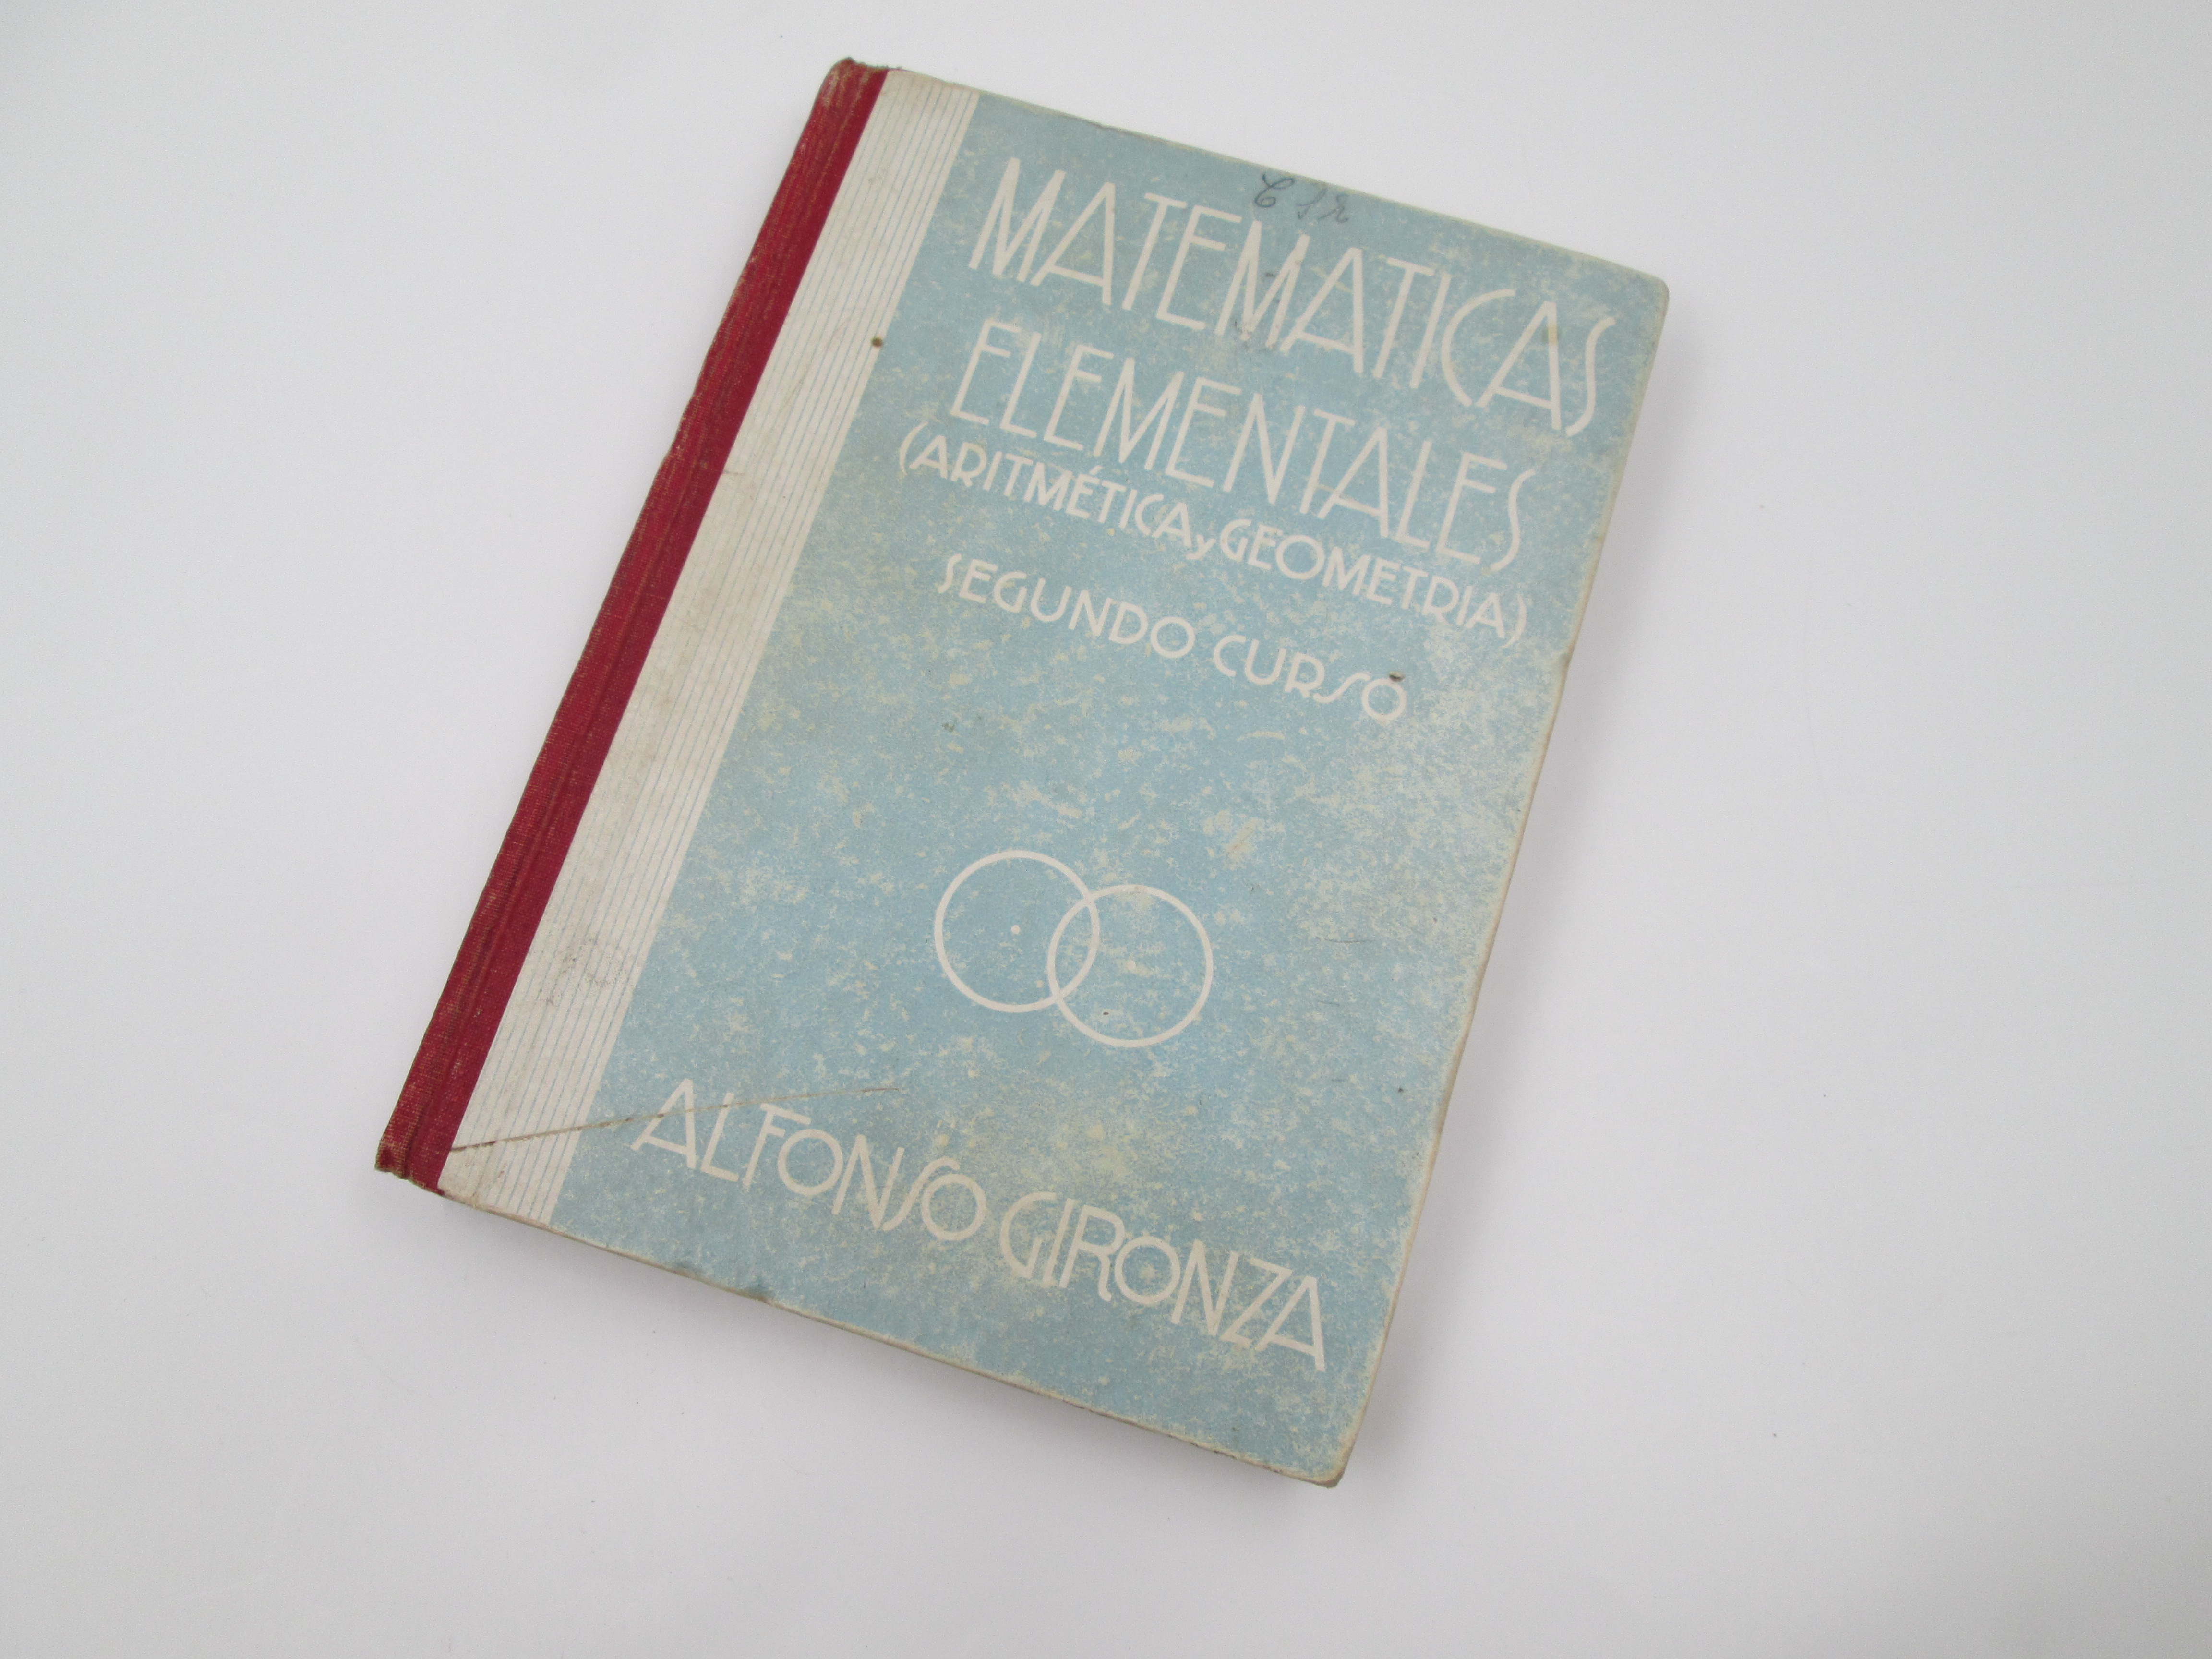 MATEMATICAS
ELEMENTALES
(ARITMÉTICA y GEOMETRIA)
SEGUNDO CURSO
ALFONSO GIRONZA